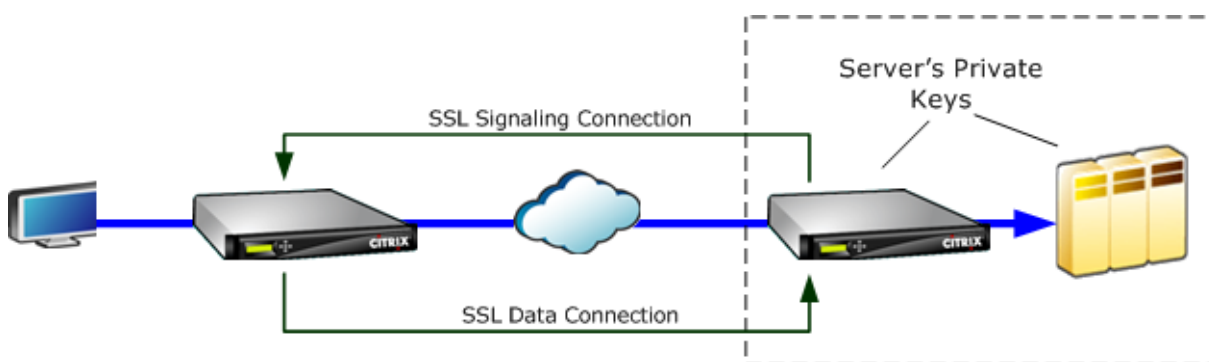 Server's Private
Keys
SSL Signaling Connection
CITRIX
CITRIX
SSL Data Connection